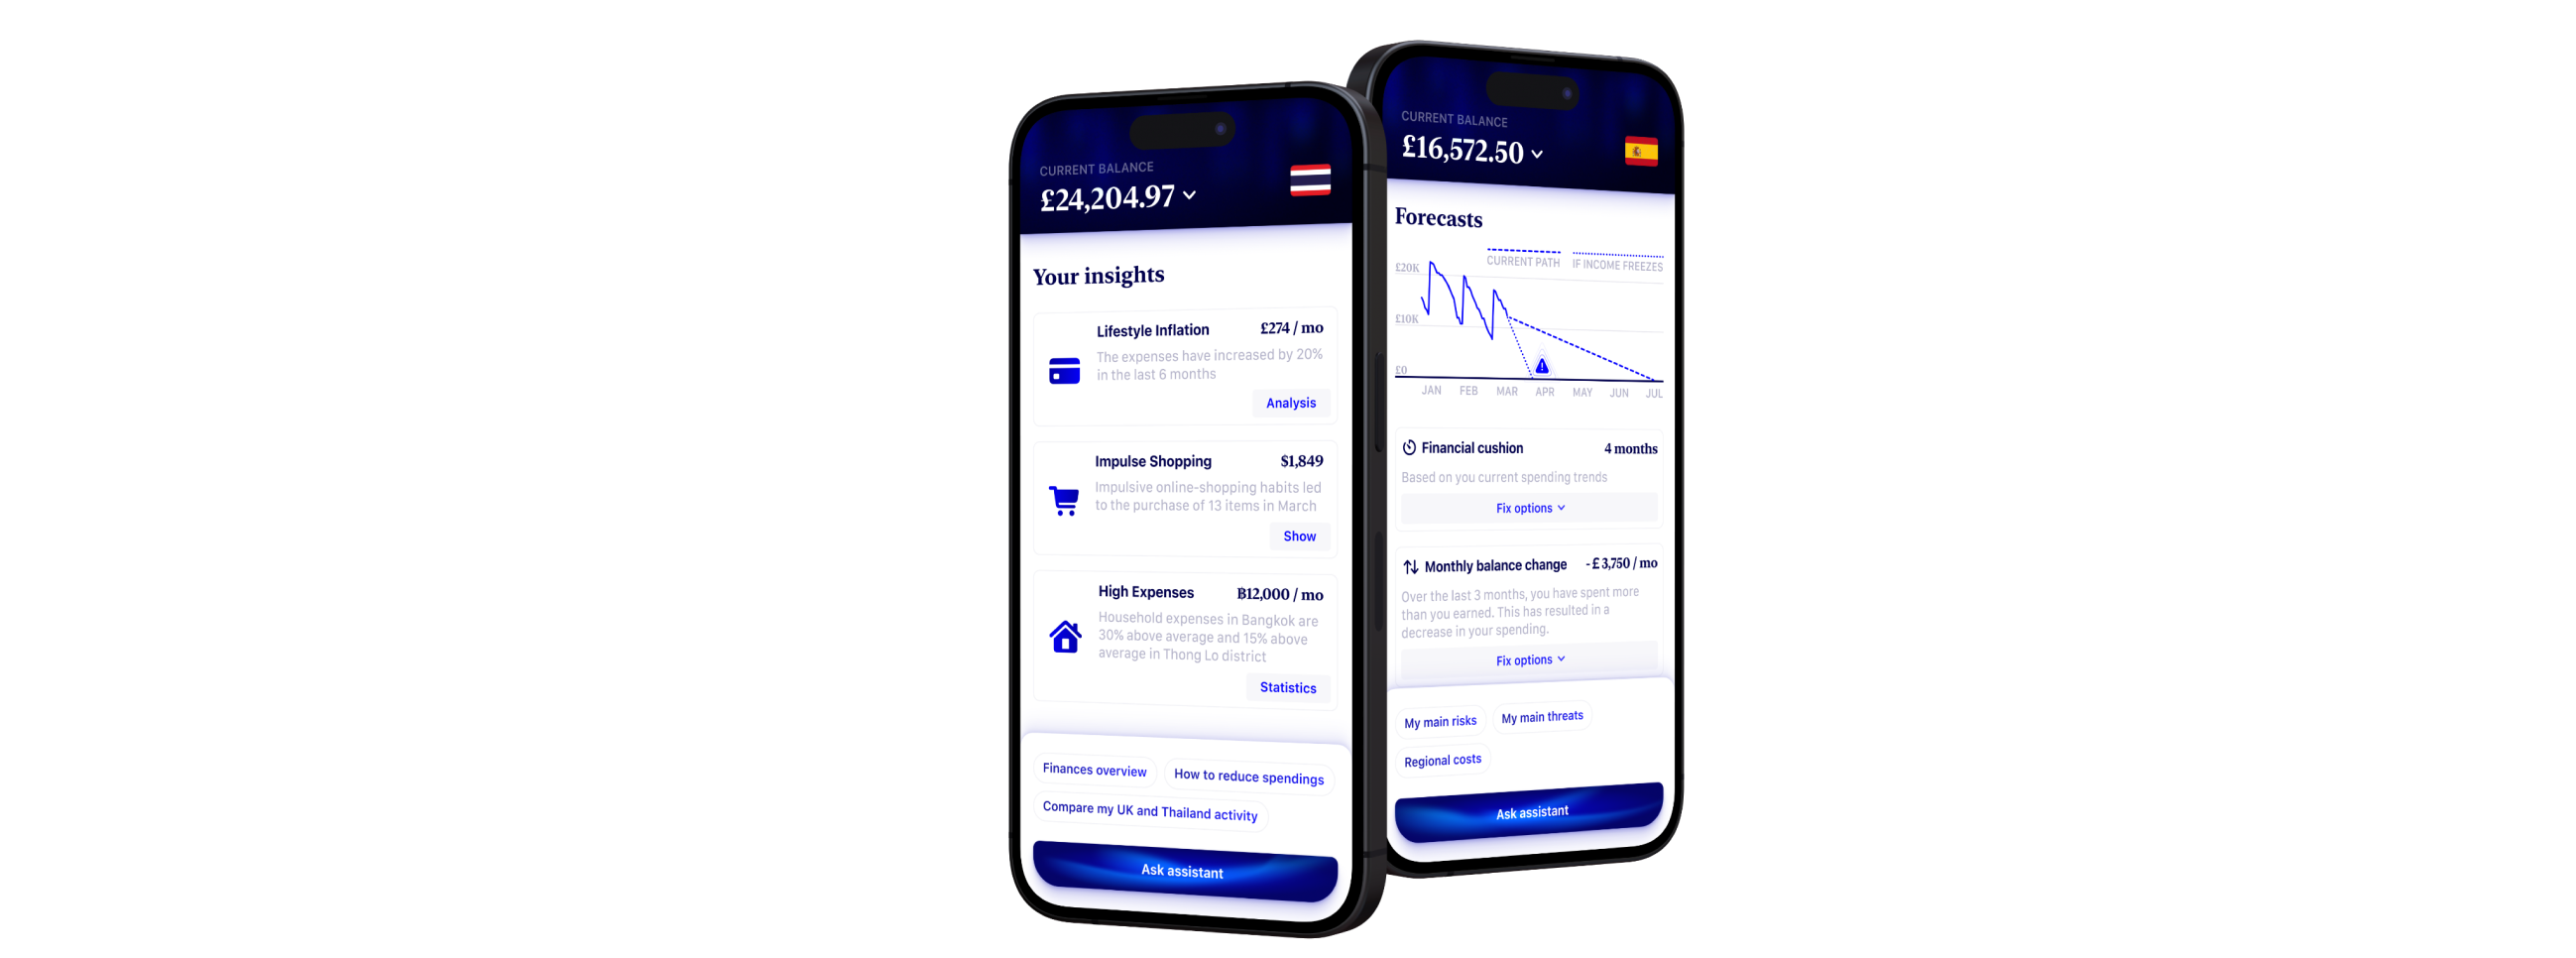 CURRENT BALANCE
£24,204.97
Your insights
Lifestyle Inflation
£274 / mo
The expenses have increased by 20%
in the last 6 months
Analysis
Impulse Shopping
$1,849
Impulsive online-shopping habits led
to the purchase of 13 items in March
Show
High Expenses
฿12,000 / mo
Household expenses in Bangkok are
30% above average and 15% above
average in Thong Lo district
Statistics
Finances overview
How to reduce spendings
Compare my UK and Thailand activity
Ask assistant
CURRENT BALANCE
£16,572.50
Forecasts
CURRENT PATH
IF INCOME FREEZES
£20K
£10K
£0
JAN FEB MAR APR MAY JUN JUL
Financial cushion
4 months
Based on you current spending trends
Fix options
Monthly balance change
- £ 3,750 / mo
Over the last 3 months, you have spent more
than you earned. This has resulted in a
decrease in your spending.
Fix options
My main risks
My main threats
Regional costs
Ask assistant